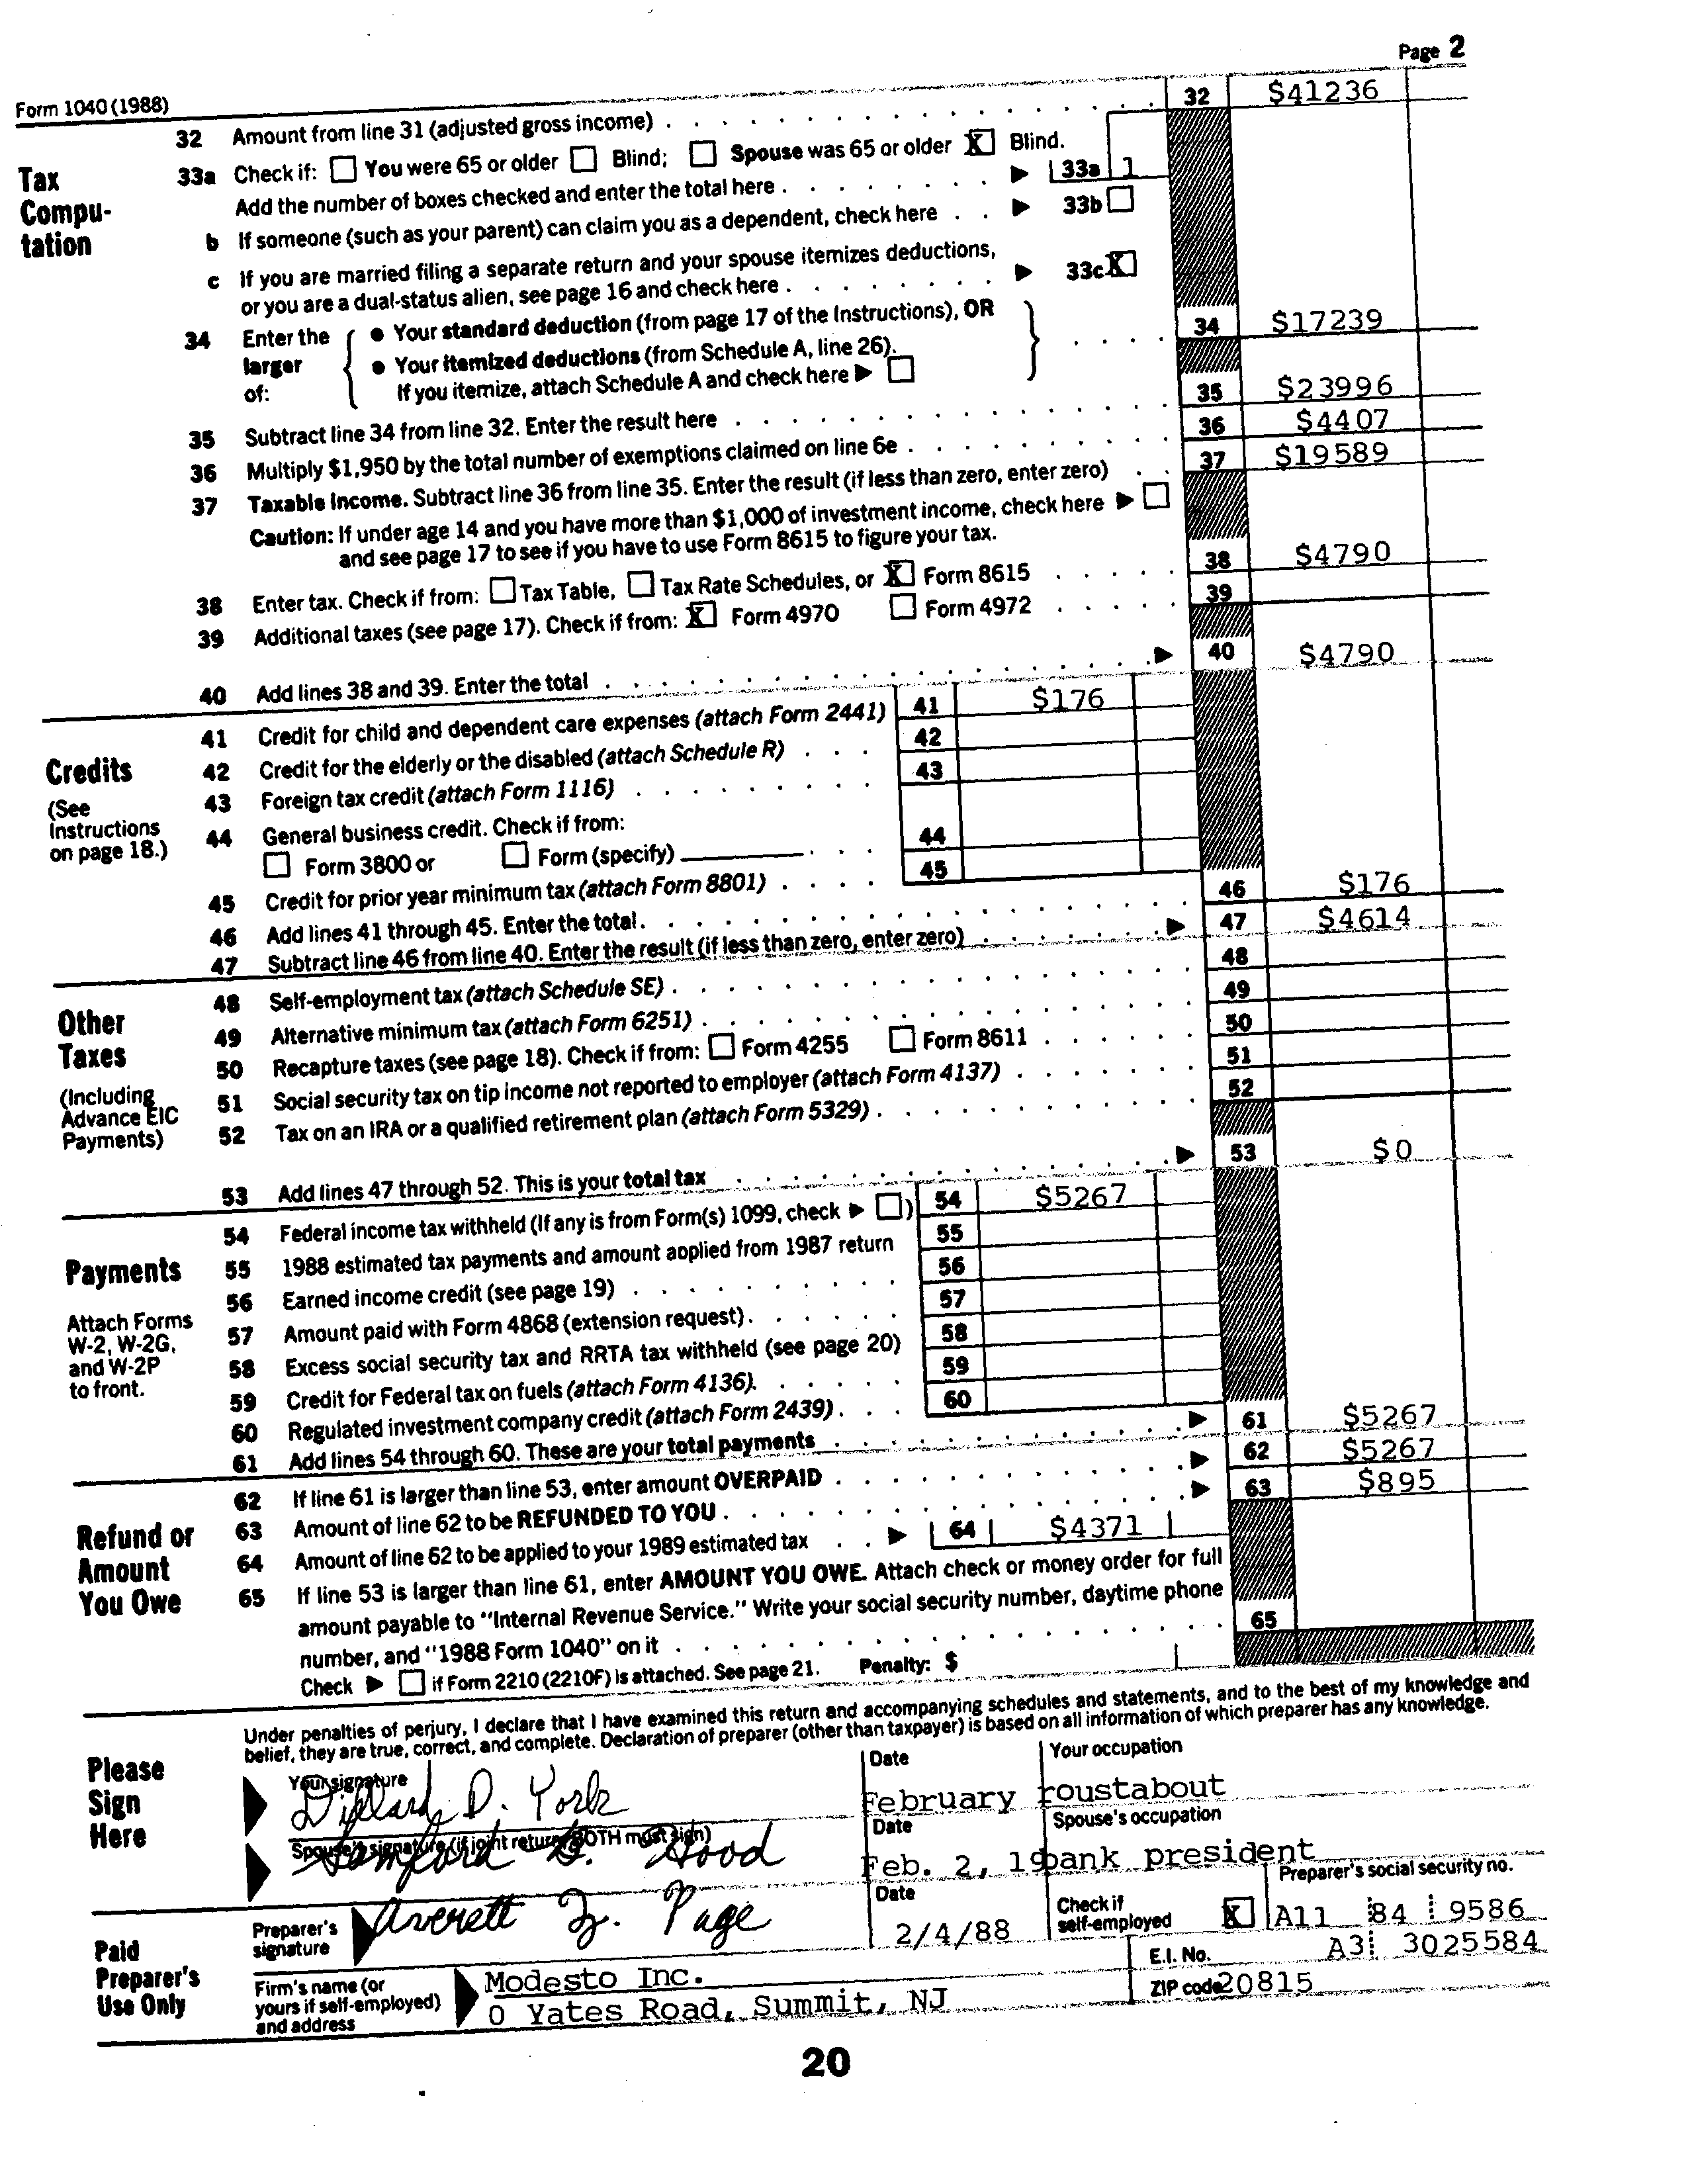 Page 2
Form 1040 (1988)
32 Amount from line 31 (adjusted gross income) 32 $41236
Tax Compu-tation
33a Check if: You were 65 or older Blind; Spouse was 65 or older X Blind.
Add the number of boxes checked and enter the total here 33a 1
b If someone (such as your parent) can claim you as a dependent, check here 33b
c If you are married filing a separate return and your spouse itemizes deductions,
or you are a dual-status alien, see page 16 and check here 33c X
34 Enter the larger of: • Your standard deduction (from page 17 of the Instructions), OR 34 $17239
• Your itemized deductions (from Schedule A, line 26).
If you itemize, attach Schedule A and check here
35 Subtract line 34 from line 32. Enter the result here 35 $23996
36 Multiply $1,950 by the total number of exemptions claimed on line 6e 36 $4407
37 Taxable income. Subtract line 36 from line 35. Enter the result (if less than zero, enter zero) 37 $19589
Caution: If under age 14 and you have more than $1,000 of investment income, check here
and see page 17 to see if you have to use Form 8615 to figure your tax.
38 Enter tax. Check if from: Tax Table, Tax Rate Schedules, or X Form 8615 38 $4790
39 Additional taxes (see page 17). Check if from: X Form 4970 Form 4972 39
40 Add lines 38 and 39. Enter the total 40 $4790
Credits
(See Instructions on page 18.)
41 Credit for child and dependent care expenses (attach Form 2441) 41 $176
42 Credit for the elderly or the disabled (attach Schedule R) 42
43 Foreign tax credit (attach Form 1116) 43
44 General business credit. Check if from:
Form 3800 or Form (specify) 44
45 Credit for prior year minimum tax (attach Form 8801) 45
46 Add lines 41 through 45. Enter the total 46 $176
47 Subtract line 46 from line 40. Enter the result (if less than zero, enter zero) 47 $4614
Other Taxes
(Including Advance EIC Payments)
48 Self-employment tax (attach Schedule SE) 48
49 Alternative minimum tax (attach Form 6251) 49
50 Recapture taxes (see page 18). Check if from: Form 4255 Form 8611 50
51 Social security tax on tip income not reported to employer (attach Form 4137) 51
52 Tax on an IRA or a qualified retirement plan (attach Form 5329) 52
53 Add lines 47 through 52. This is your total tax 53 $0
Payments
Attach Forms W-2, W-2G, and W-2P to front.
54 Federal income tax withheld (If any is from Form(s) 1099, check ) 54 $5267
55 1988 estimated tax payments and amount applied from 1987 return 55
56 Earned income credit (see page 19) 56
57 Amount paid with Form 4868 (extension request) 57
58 Excess social security tax and RRTA tax withheld (see page 20) 58
59 Credit for Federal tax on fuels (attach Form 4136). 59
60 Regulated investment company credit (attach Form 2439) 60
61 Add lines 54 through 60. These are your total payments 61 $5267
Refund or Amount You Owe
62 If line 61 is larger than line 53, enter amount OVERPAID 62 $5267
63 Amount of line 62 to be REFUNDED TO YOU 63 $895
64 Amount of line 62 to be applied to your 1989 estimated tax 64 $4371
65 If line 53 is larger than line 61, enter AMOUNT YOU OWE. Attach check or money order for full
amount payable to "Internal Revenue Service." Write your social security number, daytime phone
number, and "1988 Form 1040" on it 65
Check if Form 2210 (2210F) is attached. See page 21. Penalty: $
Please Sign Here
Under penalties of perjury, I declare that I have examined this return and accompanying schedules and statements, and to the best of my knowledge and
belief, they are true, correct, and complete. Declaration of preparer (other than taxpayer) is based on all information of which preparer has any knowledge.
Your signature Date Your occupation
Dillard D. York February roustabout
Spouse's signature (if joint return, BOTH must sign) Date Spouse's occupation
Samford B. Hood Feb. 2, 19 bank president
Paid Preparer's Use Only
Preparer's signature Averett Z. Page Date 2/4/88 Check if self-employed X Preparer's social security no. A11 84 9586
Firm's name (or yours if self-employed) and address Modesto Inc. E.I. No. A3 3025584
0 Yates Road, Summit, NJ ZIP code 20815
20